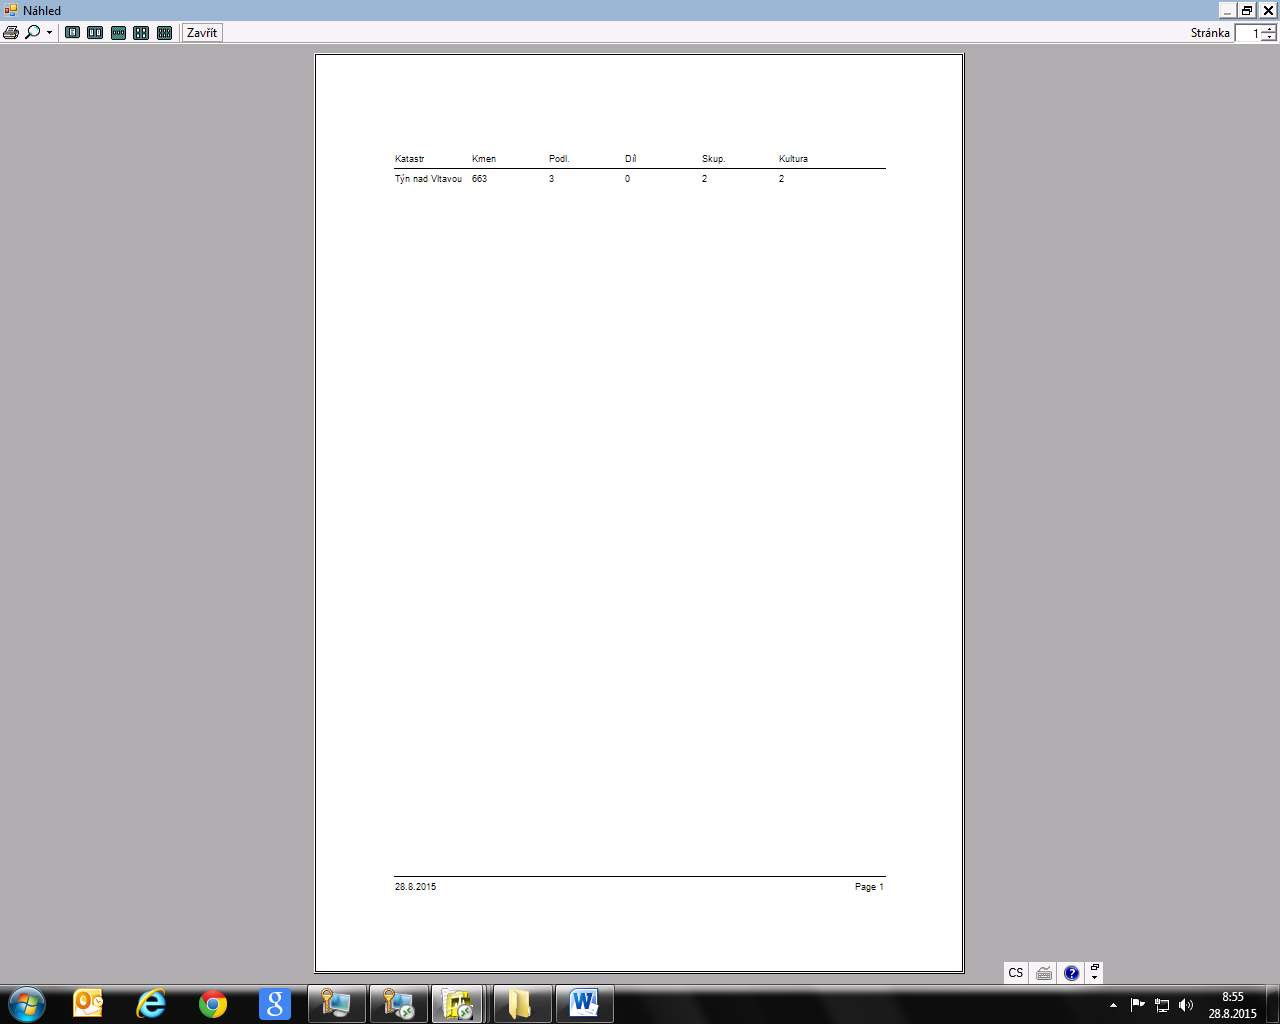 Náhled
Zavřít
Stránka 1
Katastr Kmen Podl. Díl Skup. Kultura
Týn nad Vltavou 663 3 0 2 2
28.8.2015 Page 1
CS
8:55
28.8.2015